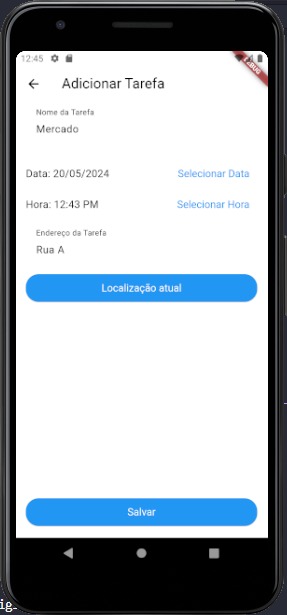 12:45
Adicionar Tarefa
Nome da Tarefa
Mercado
Data: 20/05/2024 Selecionar Data
Hora: 12:43 PM Selecionar Hora
Endereço da Tarefa
Rua A
Localização atual
Salvar
ig_